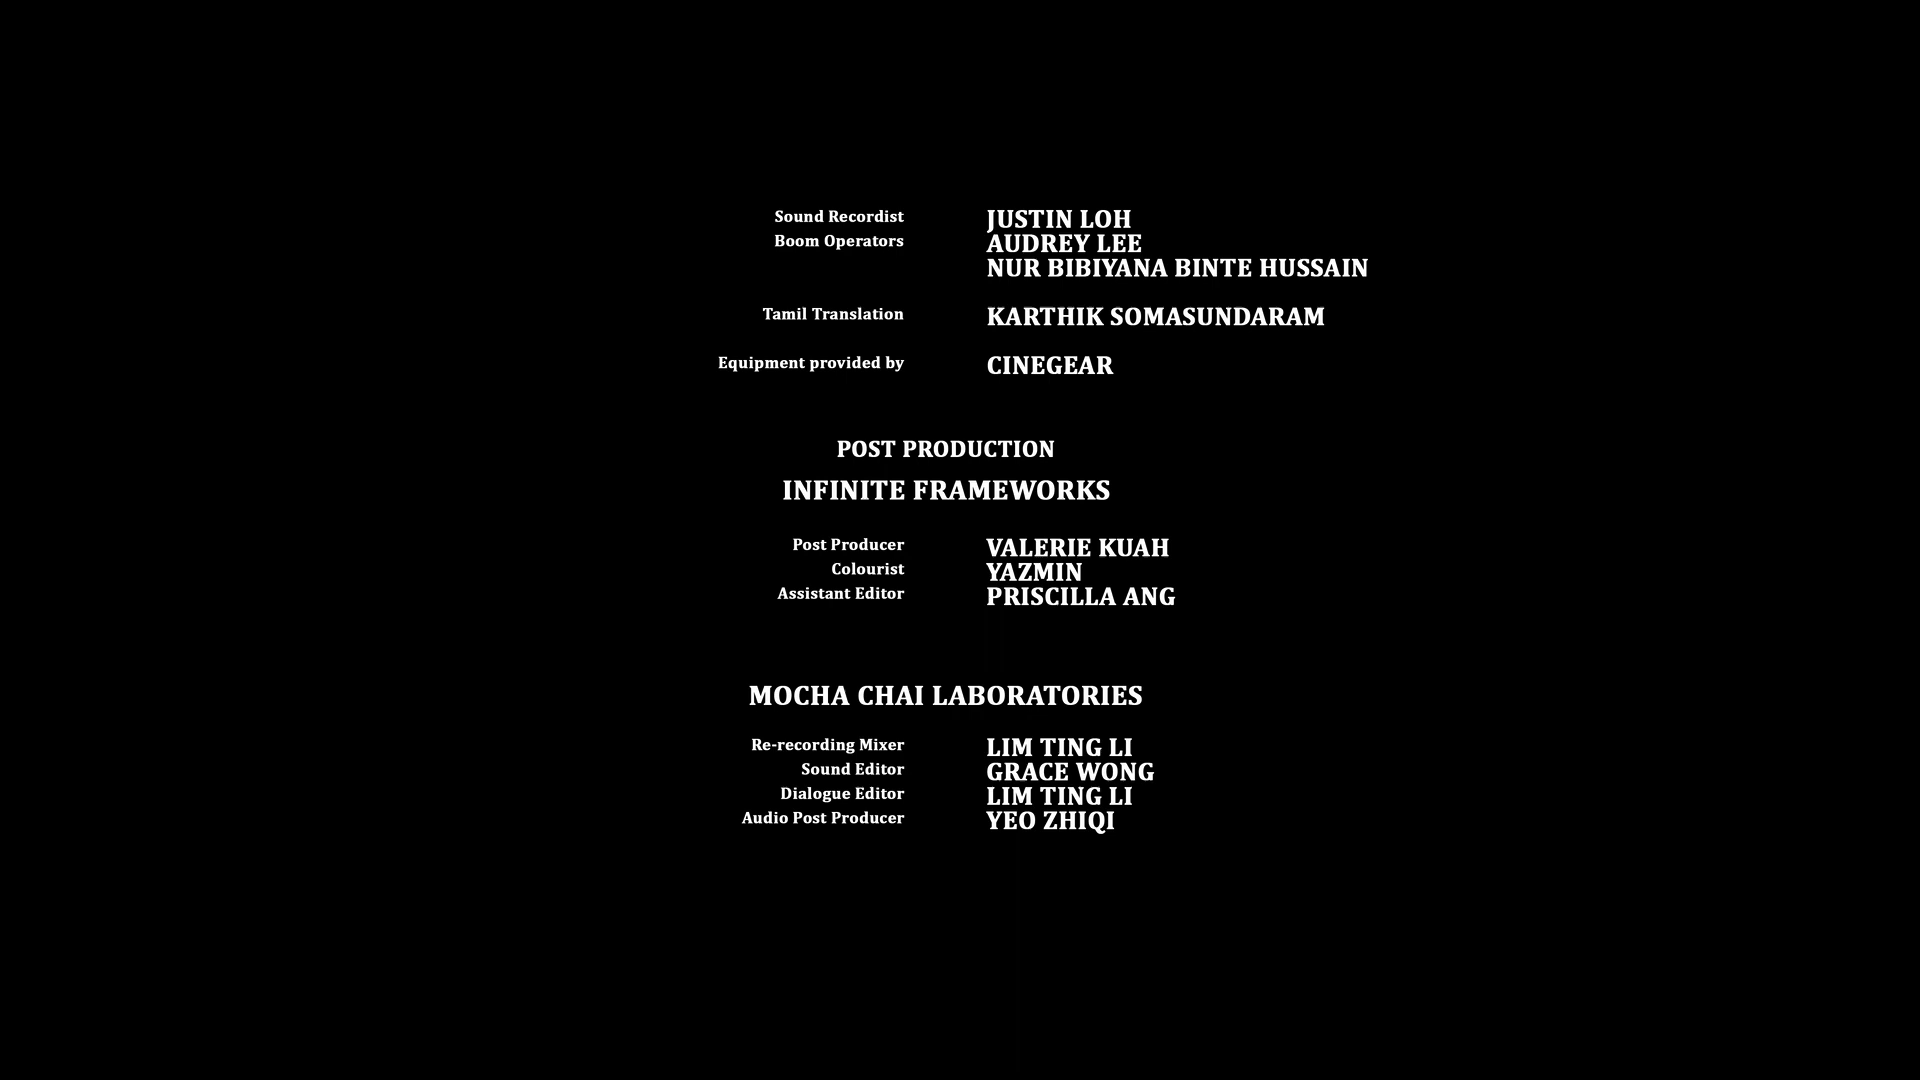 Sound Recordist JUSTIN LOH
Boom Operators AUDREY LEE
NUR BIBIYANA BINTE HUSSAIN
Tamil Translation KARTHIK SOMASUNDARAM
Equipment provided by CINEGEAR
POST PRODUCTION
INFINITE FRAMEWORKS
Post Producer VALERIE KUAH
Colourist YAZMIN
Assistant Editor PRISCILLA ANG
MOCHA CHAI LABORATORIES
Re-recording Mixer LIM TING LI
Sound Editor GRACE WONG
Dialogue Editor LIM TING LI
Audio Post Producer YEO ZHIQI